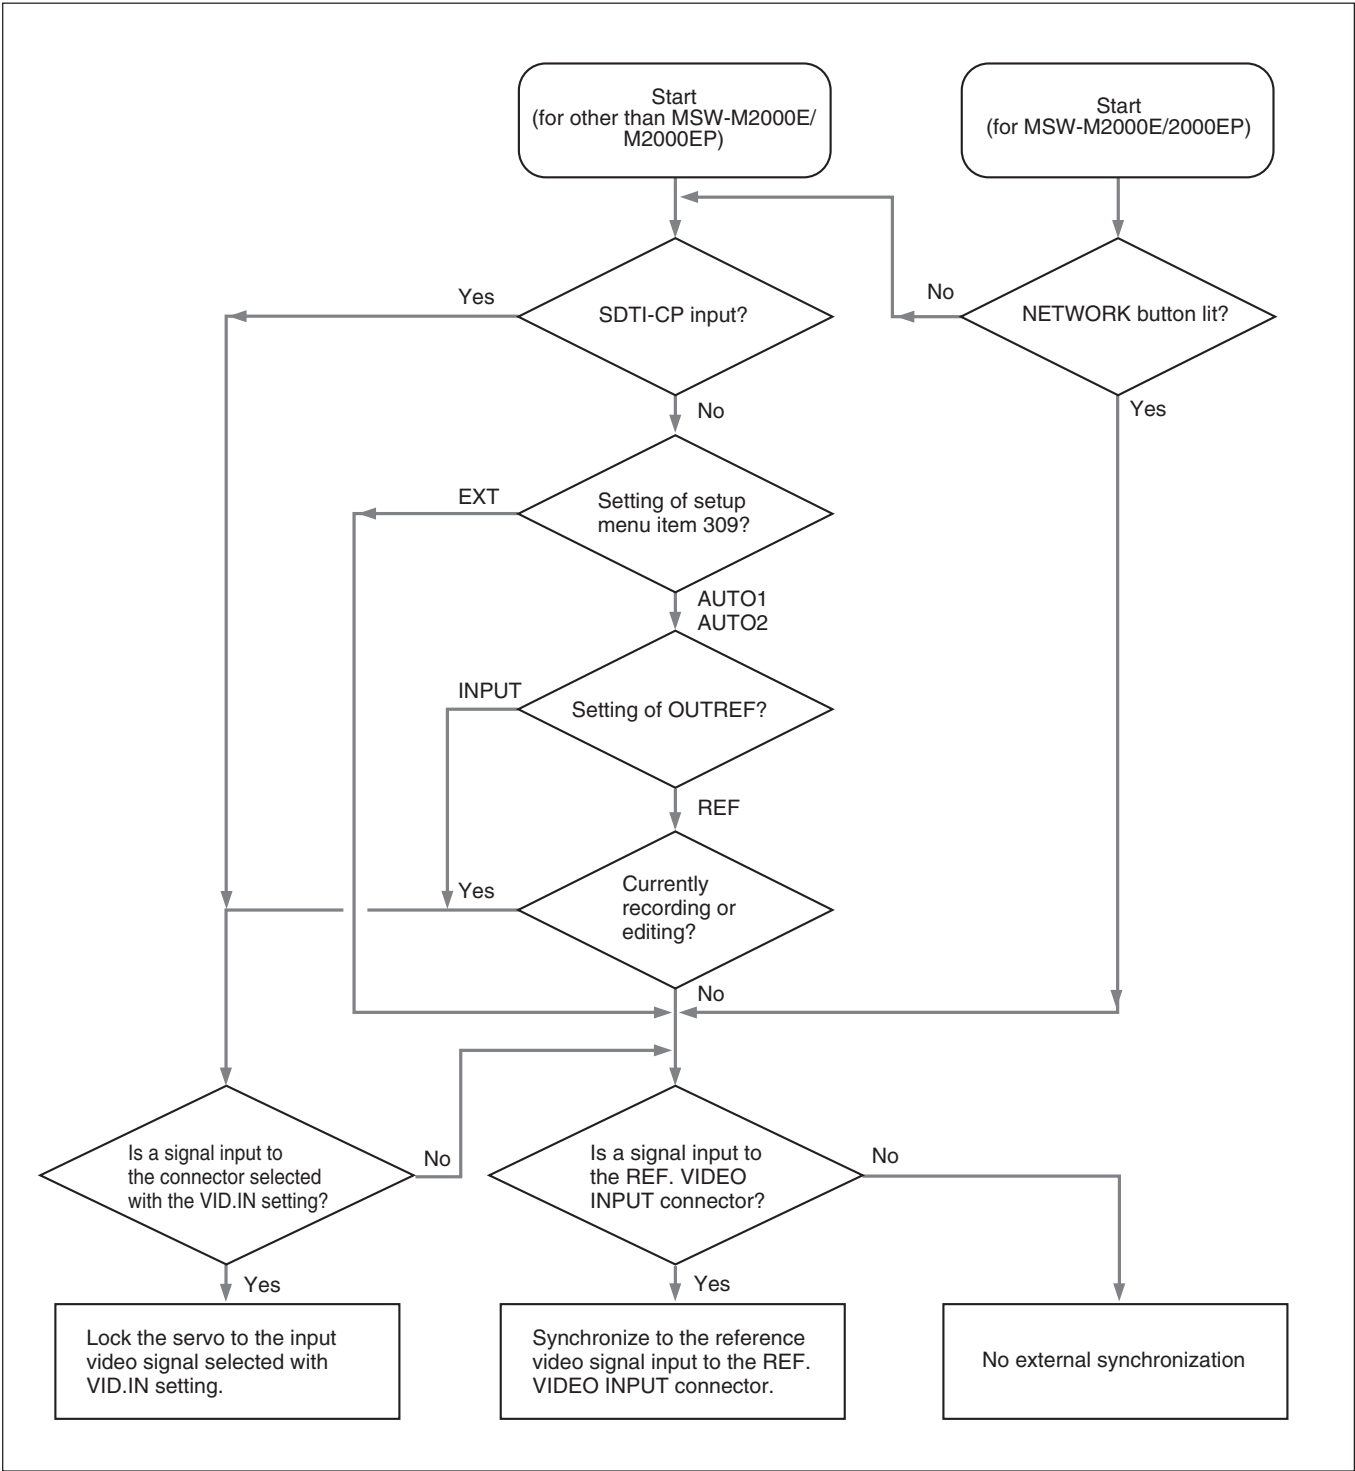 Start
(for other than MSW-M2000E/
M2000EP)
Start
(for MSW-M2000E/2000EP)
Yes
SDTI-CP input?
No
NETWORK button lit?
No
Yes
EXT
Setting of setup
menu item 309?
AUTO1
AUTO2
INPUT
Setting of OUTREF?
REF
Yes
Currently
recording or
editing?
No
Is a signal input to
the connector selected
with the VID.IN setting?
No
Is a signal input to
the REF. VIDEO
INPUT connector?
No
Yes
Yes
Lock the servo to the input
video signal selected with
VID.IN setting.
Synchronize to the reference
video signal input to the REF.
VIDEO INPUT connector.
No external synchronization